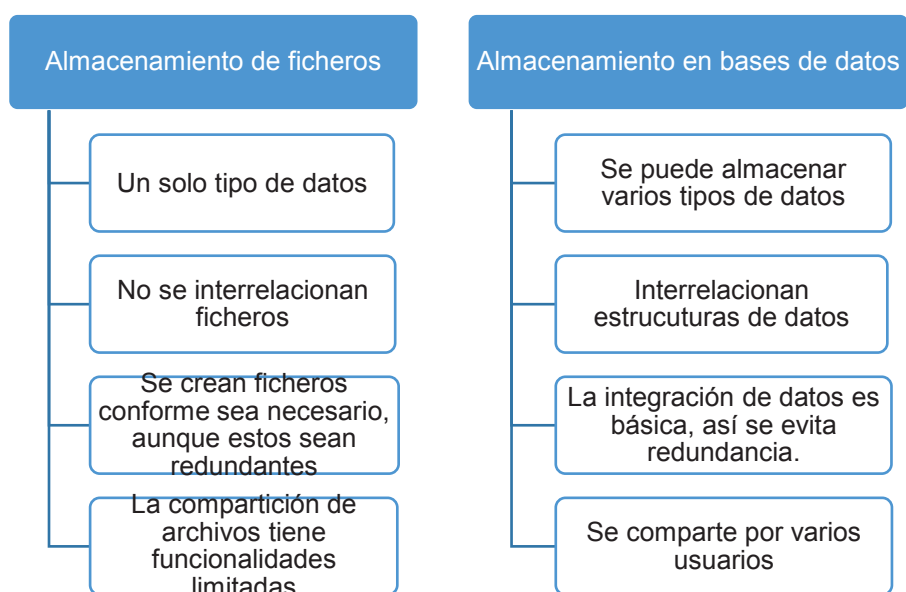 Almacenamiento de ficheros
Un solo tipo de datos
No se interrelacionan
ficheros
Se crean ficheros
conforme sea necesario,
aunque estos sean
redundantes
La compartición de
archivos tiene
funcionalidades
limitadas
Almacenamiento en bases de datos
Se puede almacenar
varios tipos de datos
Interrelacionan
estrucuturas de datos
La integración de datos es
básica, así se evita
redundancia.
Se comparte por varios
usuarios